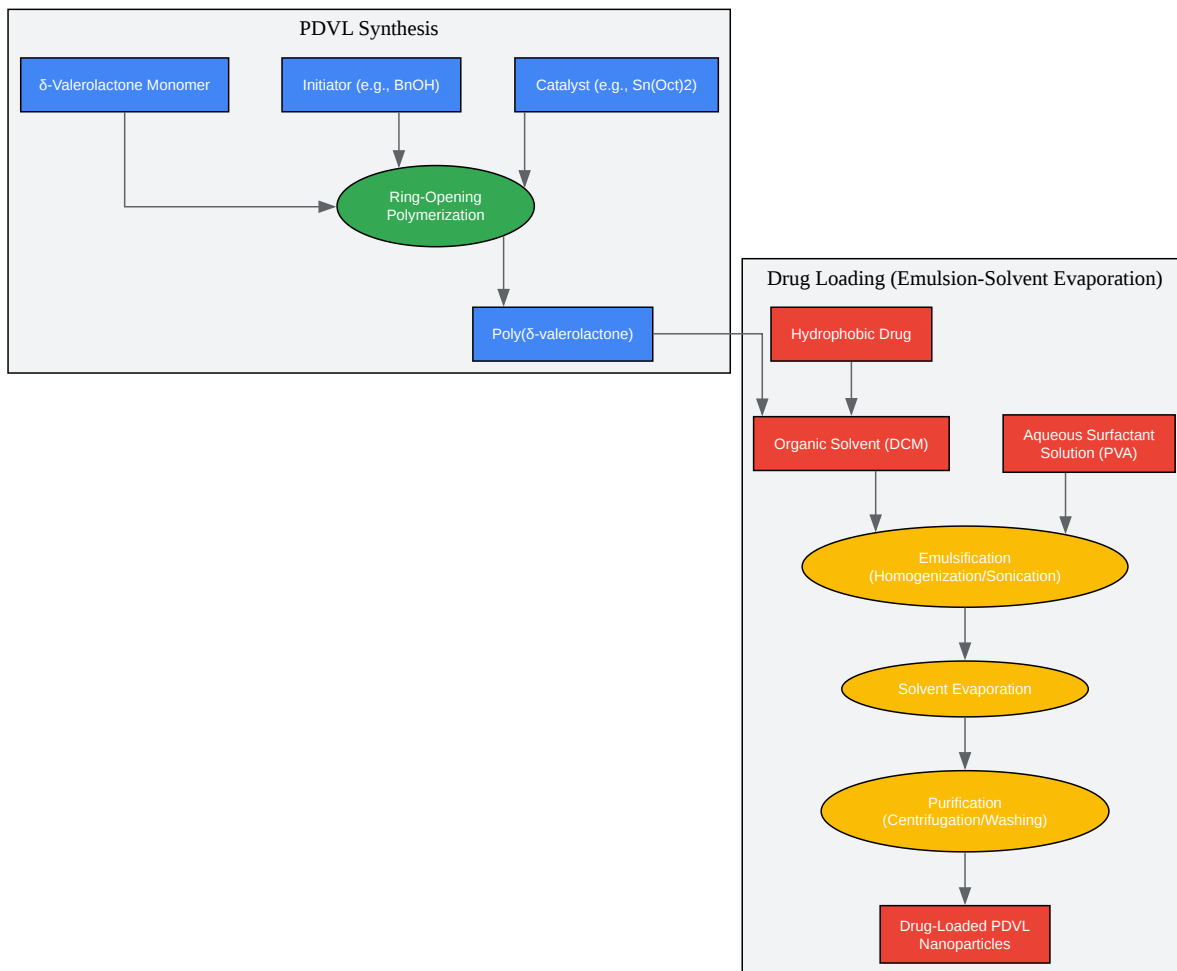 PDVL Synthesis
δ-Valerolactone Monomer
Initiator (e.g., BnOH)
Catalyst (e.g., Sn(Oct)2)
Ring-Opening
Polymerization
Poly(δ-valerolactone)
Drug Loading (Emulsion-Solvent Evaporation)
Hydrophobic Drug
Organic Solvent (DCM)
Aqueous Surfactant
Solution (PVA)
Emulsification
(Homogenization/Sonication)
Solvent Evaporation
Purification
(Centrifugation/Washing)
Drug-Loaded PDVL
Nanoparticles